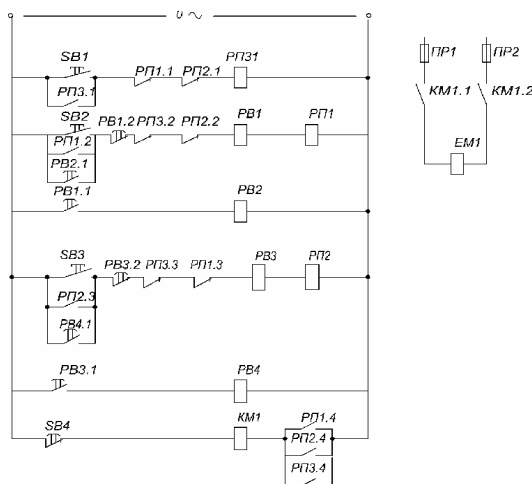 U ~
SB1
РП1.1 РП2.1 РПЗ1
РП3.1
SB2
РВ1.2 РП3.2 РП2.2 РВ1 РП1
РП1.2
РВ2.1
РВ1.1 РВ2
SB3
РВ3.2 РП3.3 РП1.3 РВ3 РП2
РП2.3
РВ4.1
РВ3.1 РВ4
SB4 КМ1 РП1.4
РП2.4
РП3.4
ПР1 ПР2
КМ1.1 КМ1.2
ЕМ1